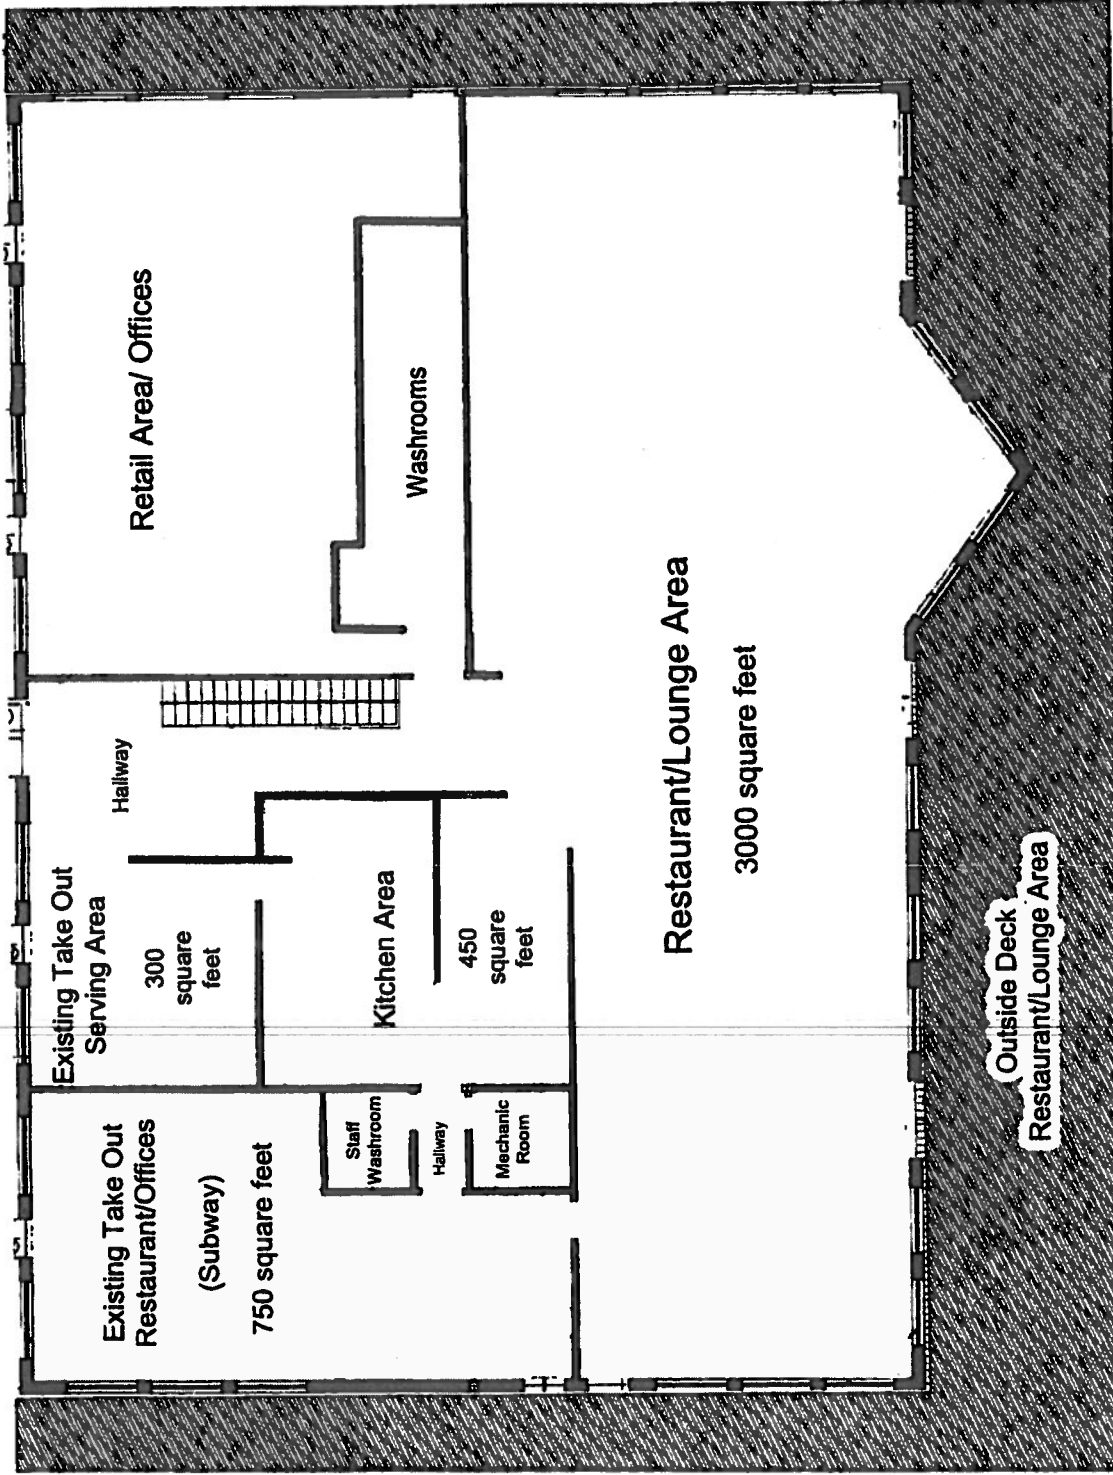 Existing Take Out
Restaurant/Offices
(Subway)
750 square feet
Existing Take Out
Serving Area
300
square
feet
Hallway
Retail Area/ Offices
Staff
Washroom
Hallway
Mechanic
Room
Kitchen Area
450
square
feet
Washrooms
Restaurant/Lounge Area
3000 square feet
Outside Deck
Restaurant/Lounge Area